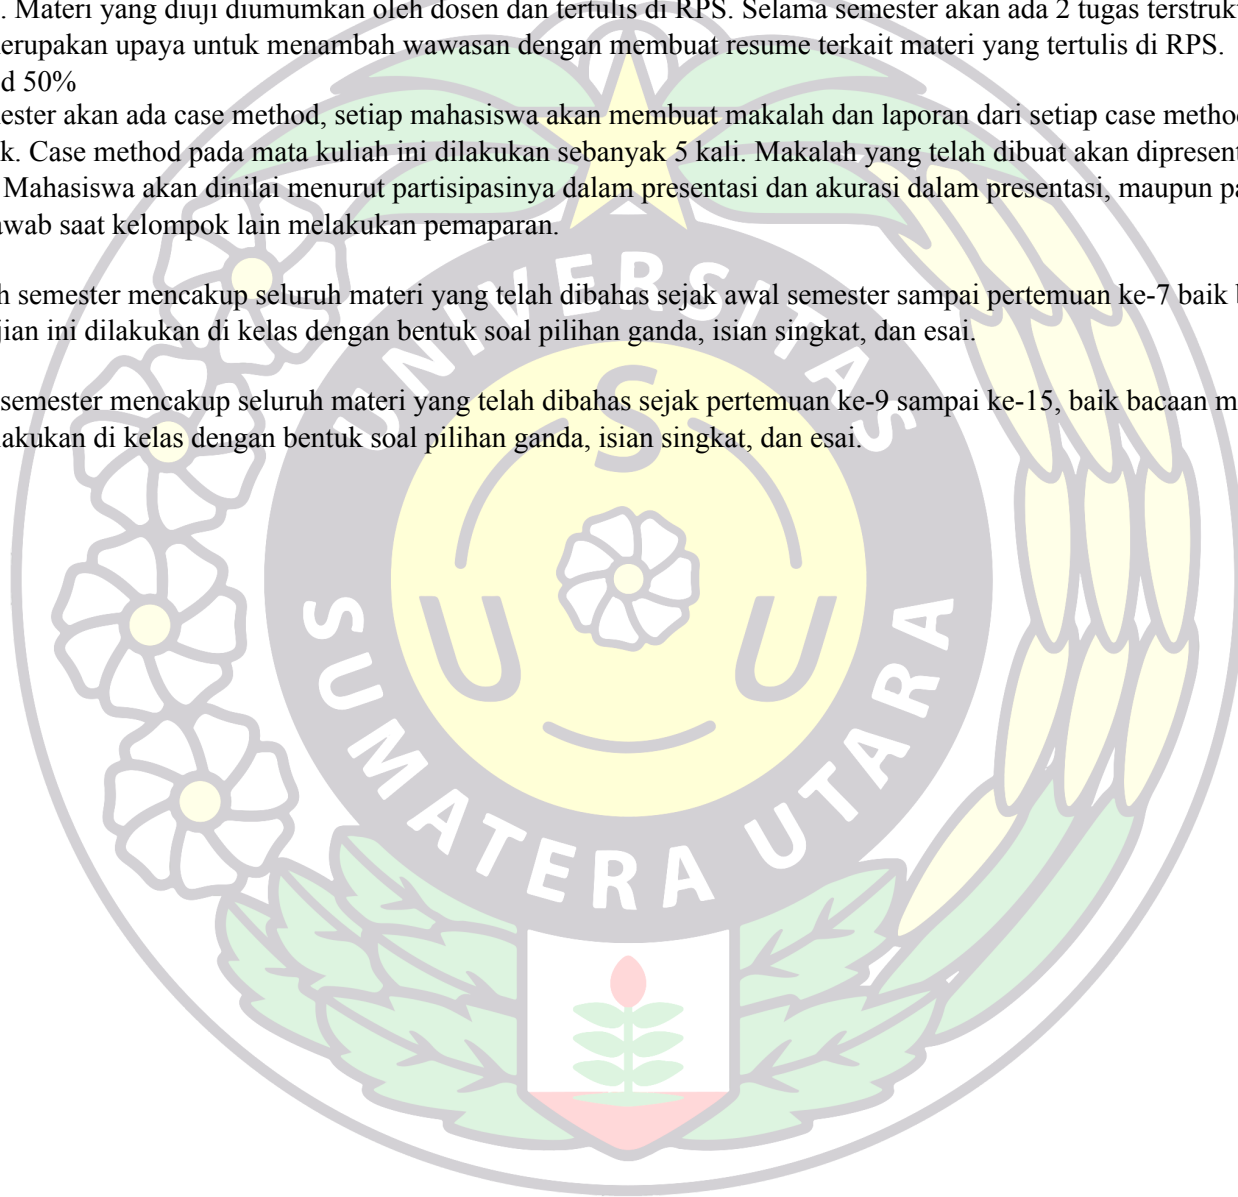 . Materi yang diuji diumumkan oleh dosen dan tertulis di RPS. Selama semester akan ada 2 tugas terstrukt
erupakan upaya untuk menambah wawasan dengan membuat resume terkait materi yang tertulis di RPS.
d 50%
ester akan ada case method, setiap mahasiswa akan membuat makalah dan laporan dari setiap case method
k. Case method pada mata kuliah ini dilakukan sebanyak 5 kali. Makalah yang telah dibuat akan dipresent
Mahasiswa akan dinilai menurut partisipasinya dalam presentasi dan akurasi dalam presentasi, maupun pa
awab saat kelompok lain melakukan pemaparan.
h semester mencakup seluruh materi yang telah dibahas sejak awal semester sampai pertemuan ke-7 baik b
jian ini dilakukan di kelas dengan bentuk soal pilihan ganda, isian singkat, dan esai.
semester mencakup seluruh materi yang telah dibahas sejak pertemuan ke-9 sampai ke-15, baik bacaan m
lakukan di kelas dengan bentuk soal pilihan ganda, isian singkat, dan esai.
UNIVERSITAS
S
U U
SUMATERA UTARA